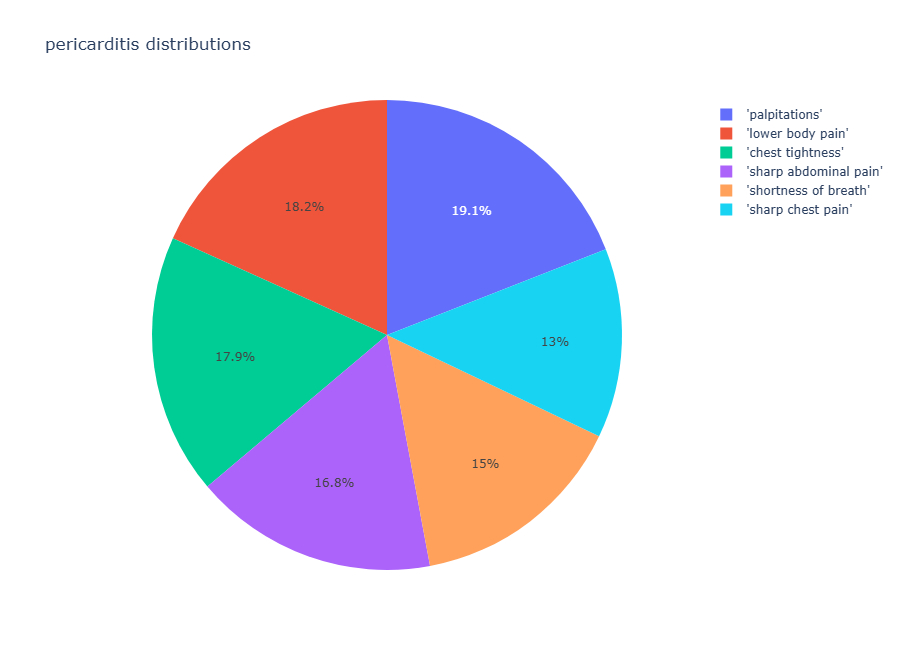 pericarditis distributions
'palpitations'
'lower body pain'
'chest tightness'
'sharp abdominal pain'
'shortness of breath'
'sharp chest pain'
18.2%
19.1%
17.9%
13%
16.8%
15%